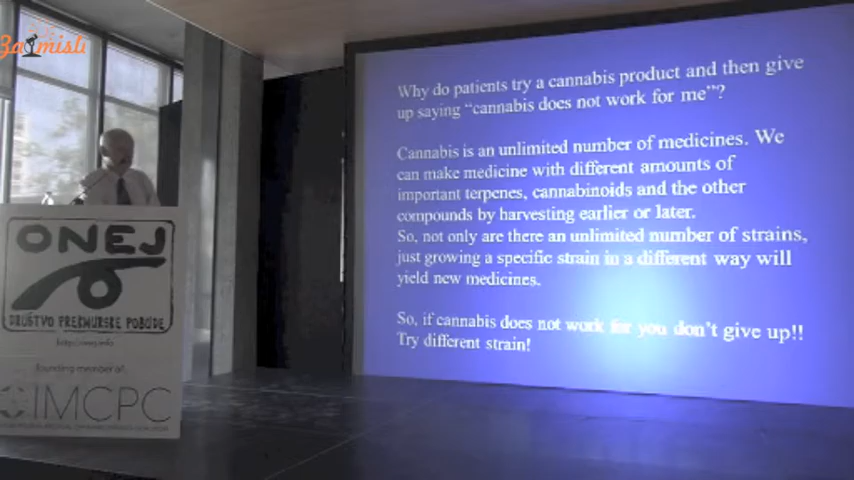 Zamisli
Why do patients try a cannabis product and then give
up saying “cannabis does not work for me”?
Cannabis is an unlimited number of medicines. We
can make medicine with different amounts of
important terpenes, cannabinoids and the other
compounds by harvesting earlier or later.
So, not only are there an unlimited number of strains,
just growing a specific strain in a different way will
yield new medicines.
So, if cannabis does not work for you don’t give up!!
Try different strain!
ONEJ
DRUŠTVO PREKMURSKE POBUDE
founding member of
IMCPC